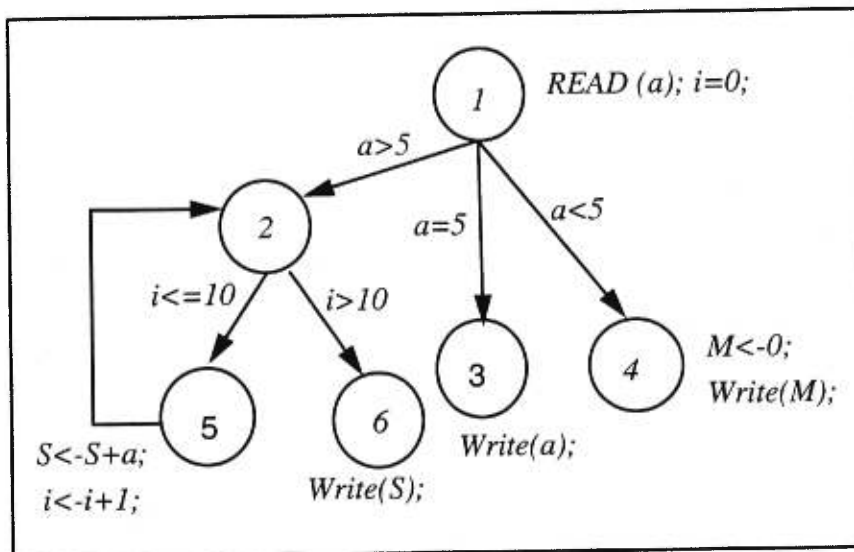 1
READ (a); i=0;
a>5
2
a=5
a<5
i<=10
i>10
3
4
M<-0;
Write(M);
5
6
S<-S+a;
i<-i+1;
Write(S);
Write(a);